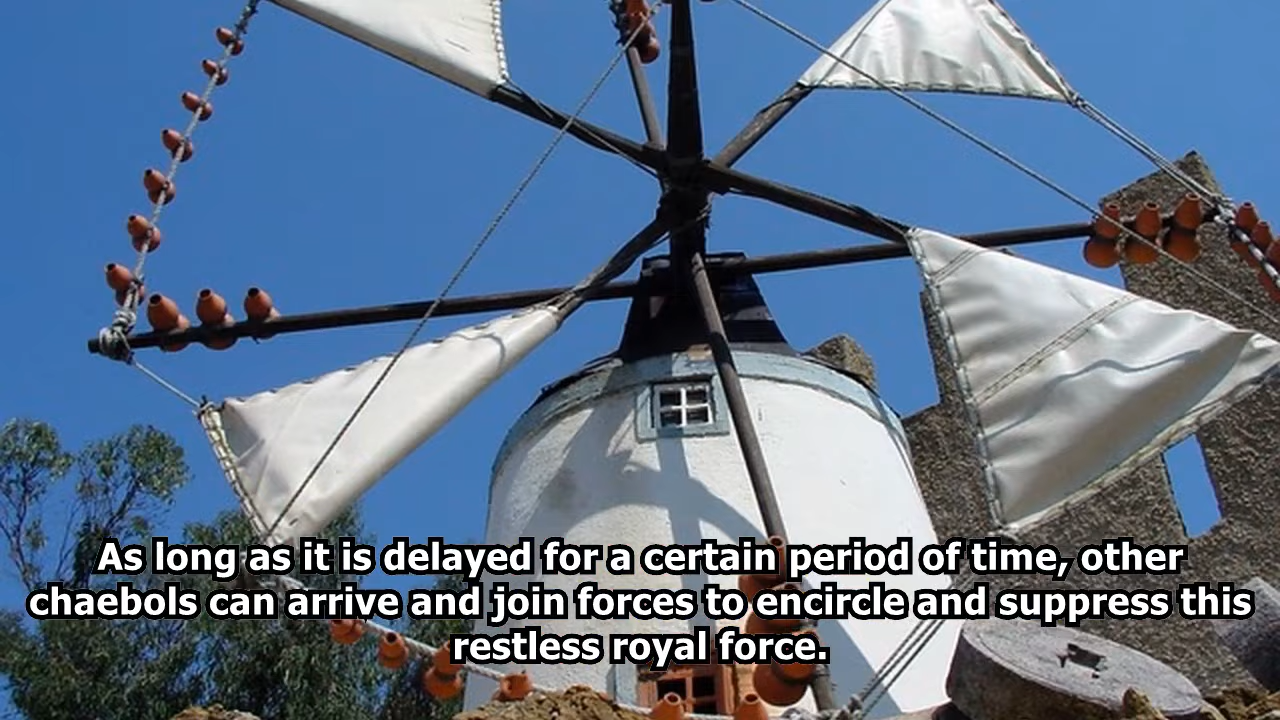 As long as it is delayed for a certain period of time, other
chaebols can arrive and join forces to encircle and suppress this
restless royal force.